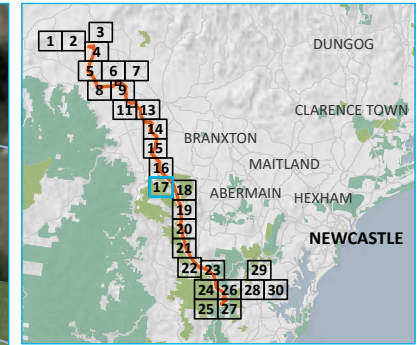 3
1 2
4
DUNGOG
5 6 7
8 9
CLARENCE TOWN
11 13
14
BRANXTON
15
MAITLAND
16
17 18
ABERMAIN HEXHAM
19
20
NEWCASTLE
21
22 23
29
24 26 28 30
25 27